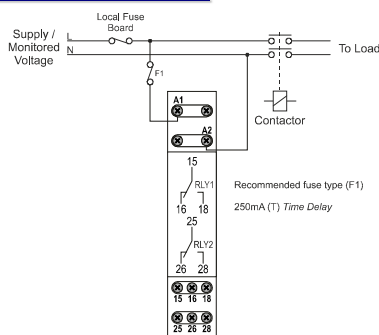 Local Fuse
Board
Supply /
Monitored
Voltage
L
N
To Load
F1
Contactor
A1
A2
15
RLY1
16 18
25
RLY2
26 28
Recommended fuse type (F1)
250mA (T) Time Delay
15 16 18
25 26 28